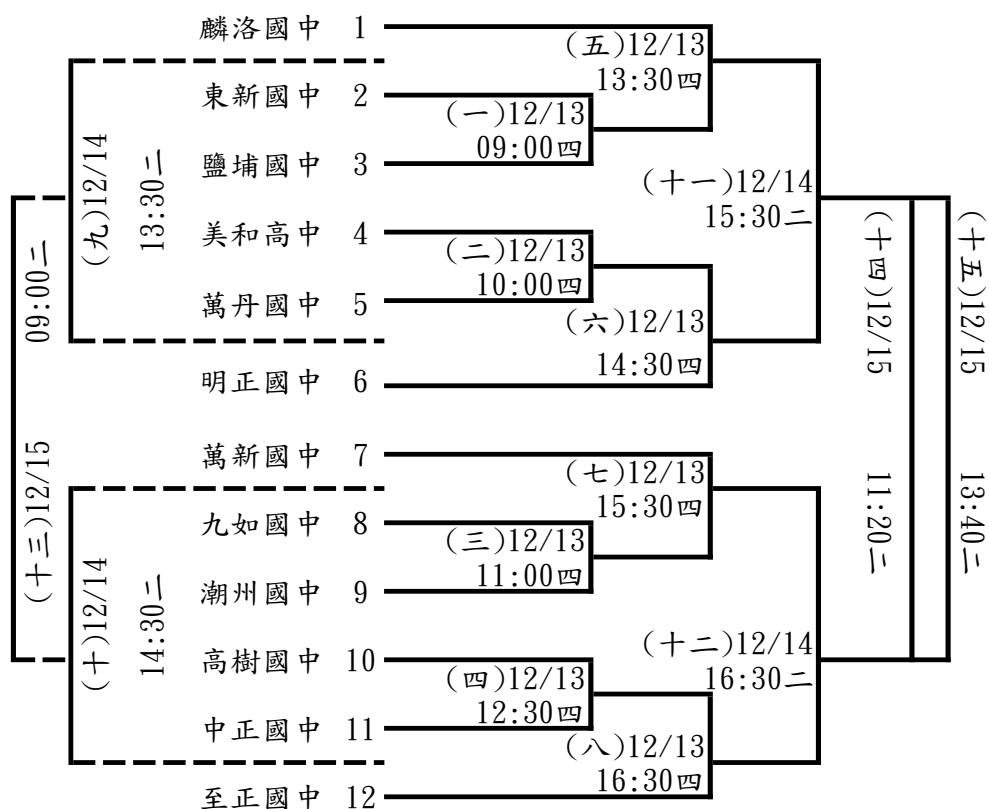 麟洛國中 1
(五)12/13
13:30四
東新國中 2
(一)12/13
09:00四
鹽埔國中 3
(九)12/14
13:30二
(十一)12/14
15:30二
美和高中 4
(二)12/13
10:00四
萬丹國中 5
(六)12/13
14:30四
明正國中 6
09:00二
(十三)12/15
(十四)12/15
11:20二
(十五)12/15
13:40二
萬新國中 7
(七)12/13
15:30四
九如國中 8
(三)12/13
11:00四
潮州國中 9
(十)12/14
14:30二
(十二)12/14
16:30二
高樹國中 10
(四)12/13
12:30四
中正國中 11
(八)12/13
16:30四
至正國中 12